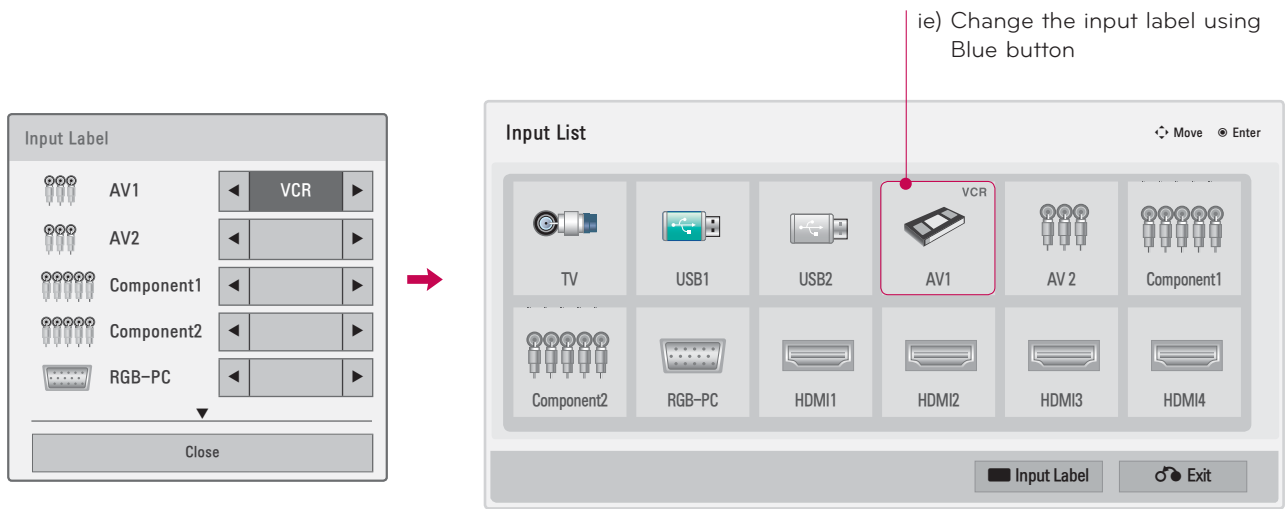 ie) Change the input label using
Blue button
Input Label
AV1
VCR
AV2
Component1
Component2
RGB-PC
Close
Input List
Move
Enter
TV
USB1
USB2
VCR
AV1
AV 2
Component1
Component2
RGB-PC
HDMI1
HDMI2
HDMI3
HDMI4
Input Label
Exit